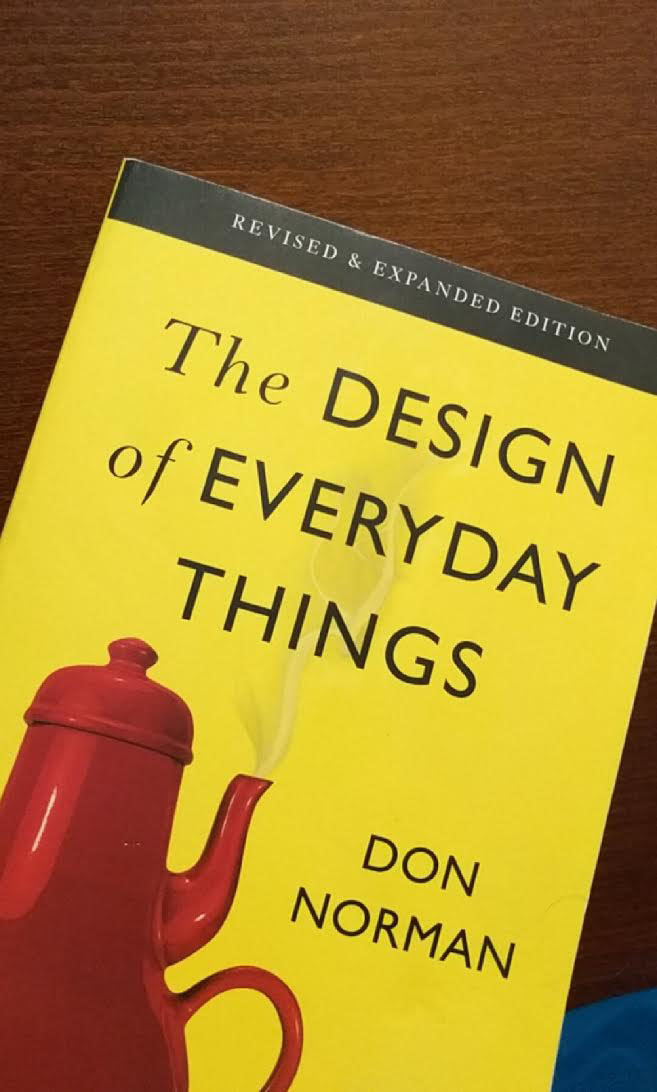 REVISED & EXPANDED EDITION
The DESIGN
of EVERYDAY
THINGS
DON
NORMAN